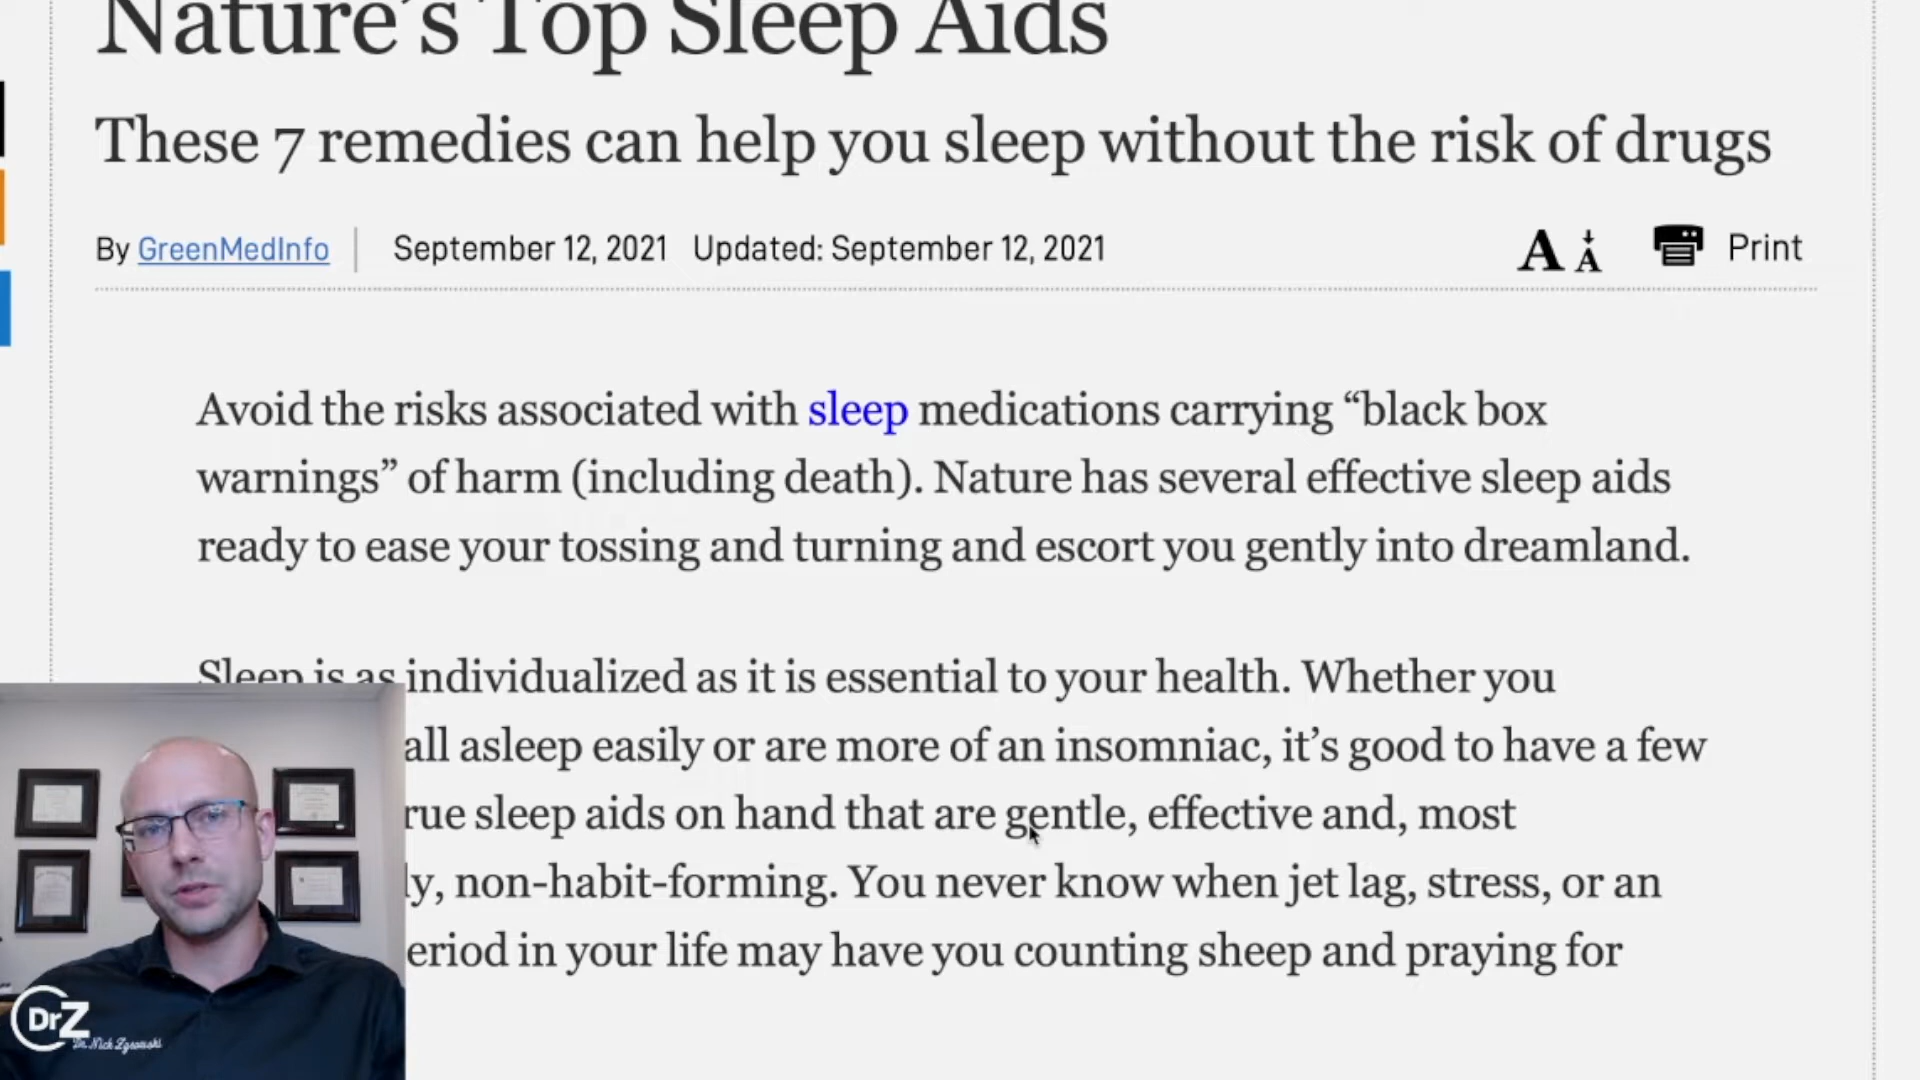 Nature’s Top Sleep Aids
These 7 remedies can help you sleep without the risk of drugs
By GreenMedInfo | September 12, 2021 Updated: September 12, 2021
A A Print
Avoid the risks associated with sleep medications carrying “black box
warnings” of harm (including death). Nature has several effective sleep aids
ready to ease your tossing and turning and escort you gently into dreamland.
Sleep is as individualized as it is essential to your health. Whether you
all asleep easily or are more of an insomniac, it’s good to have a few
rue sleep aids on hand that are gentle, effective and, most
ly, non-habit-forming. You never know when jet lag, stress, or an
eriod in your life may have you counting sheep and praying for
DrZ
Dr. Nick Zyrowski